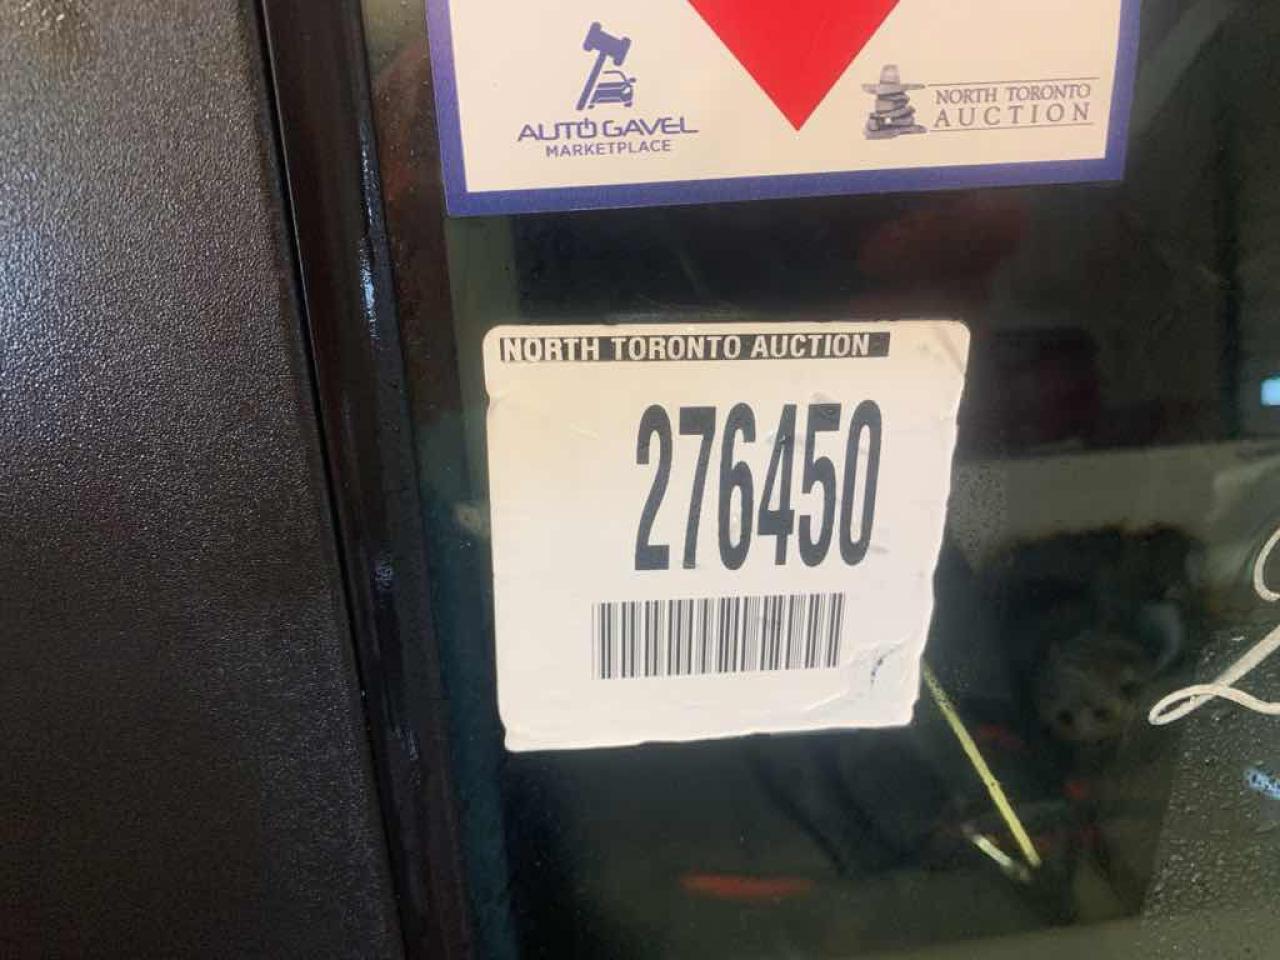 AUTO GAVEL
MARKETPLACE
NORTH TORONTO
AUCTION
NORTH TORONTO AUCTION
276450